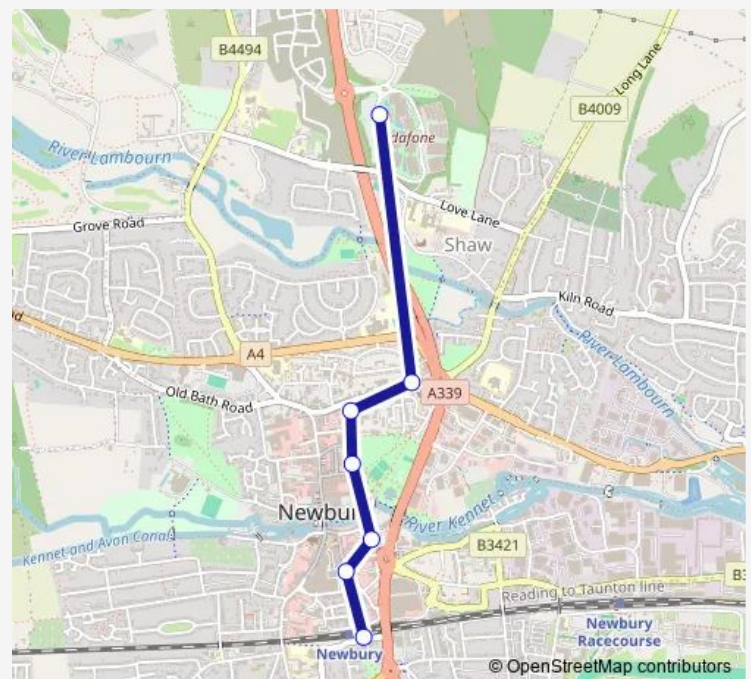 B4494
Long Lane
B4009
dafone
River Lambourn
Love Lane
Grove Road
Shaw
Kiln Road
A4
River Lambourn
Old Bath Road
A339
Newbu
River Kennet
Kennet and Avon Canal
B3421
Reading to Taunton line
Newbury
Racecourse
Newbury
© OpenStreetMap contributors